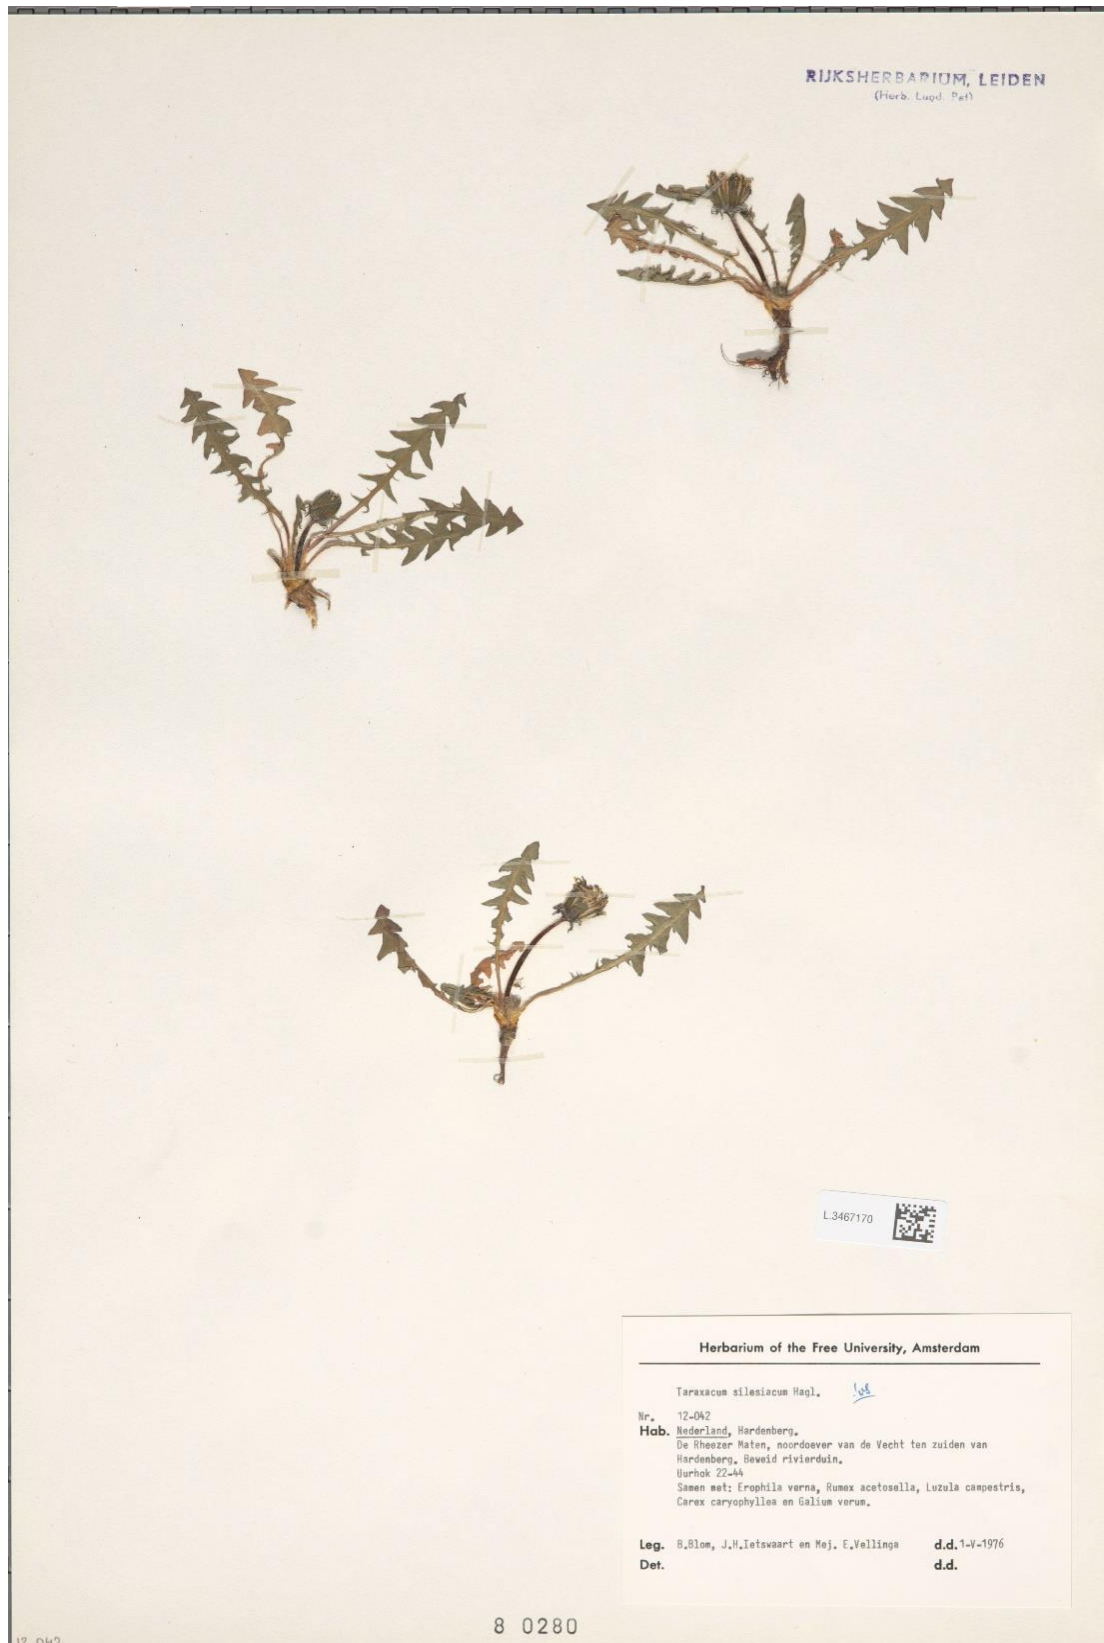 RIJKSHERBARIUM, LEIDEN
(Herb. Lugd. Bat)
L.3467170
Herbarium of the Free University, Amsterdam
Taraxacum silesiacum Hagl.
Nr. 12-042
Hab. Nederland, Hardenberg.
De Rheezer Maten, noordoever van de Vecht ten zuiden van
Hardenberg. Beweid rivierduin.
Uurhok 22-44
Samen met: Erophila verna, Rumex acetosella, Luzula campestris,
Carex caryophyllea en Galium verum.
Leg. B.Blom, J.H.Ietswaart en Mej. E.Vellinga d.d. 1-V-1976
Det. d.d.
8 0280
12-042